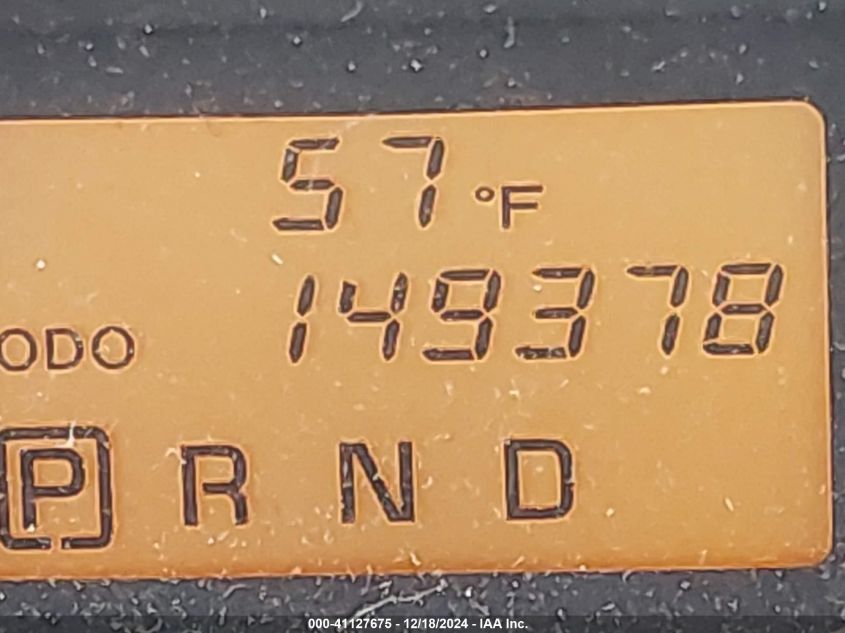 57 °F
ODO 149378
P R N D
000-41127675 - 12/18/2024 - IAA Inc.